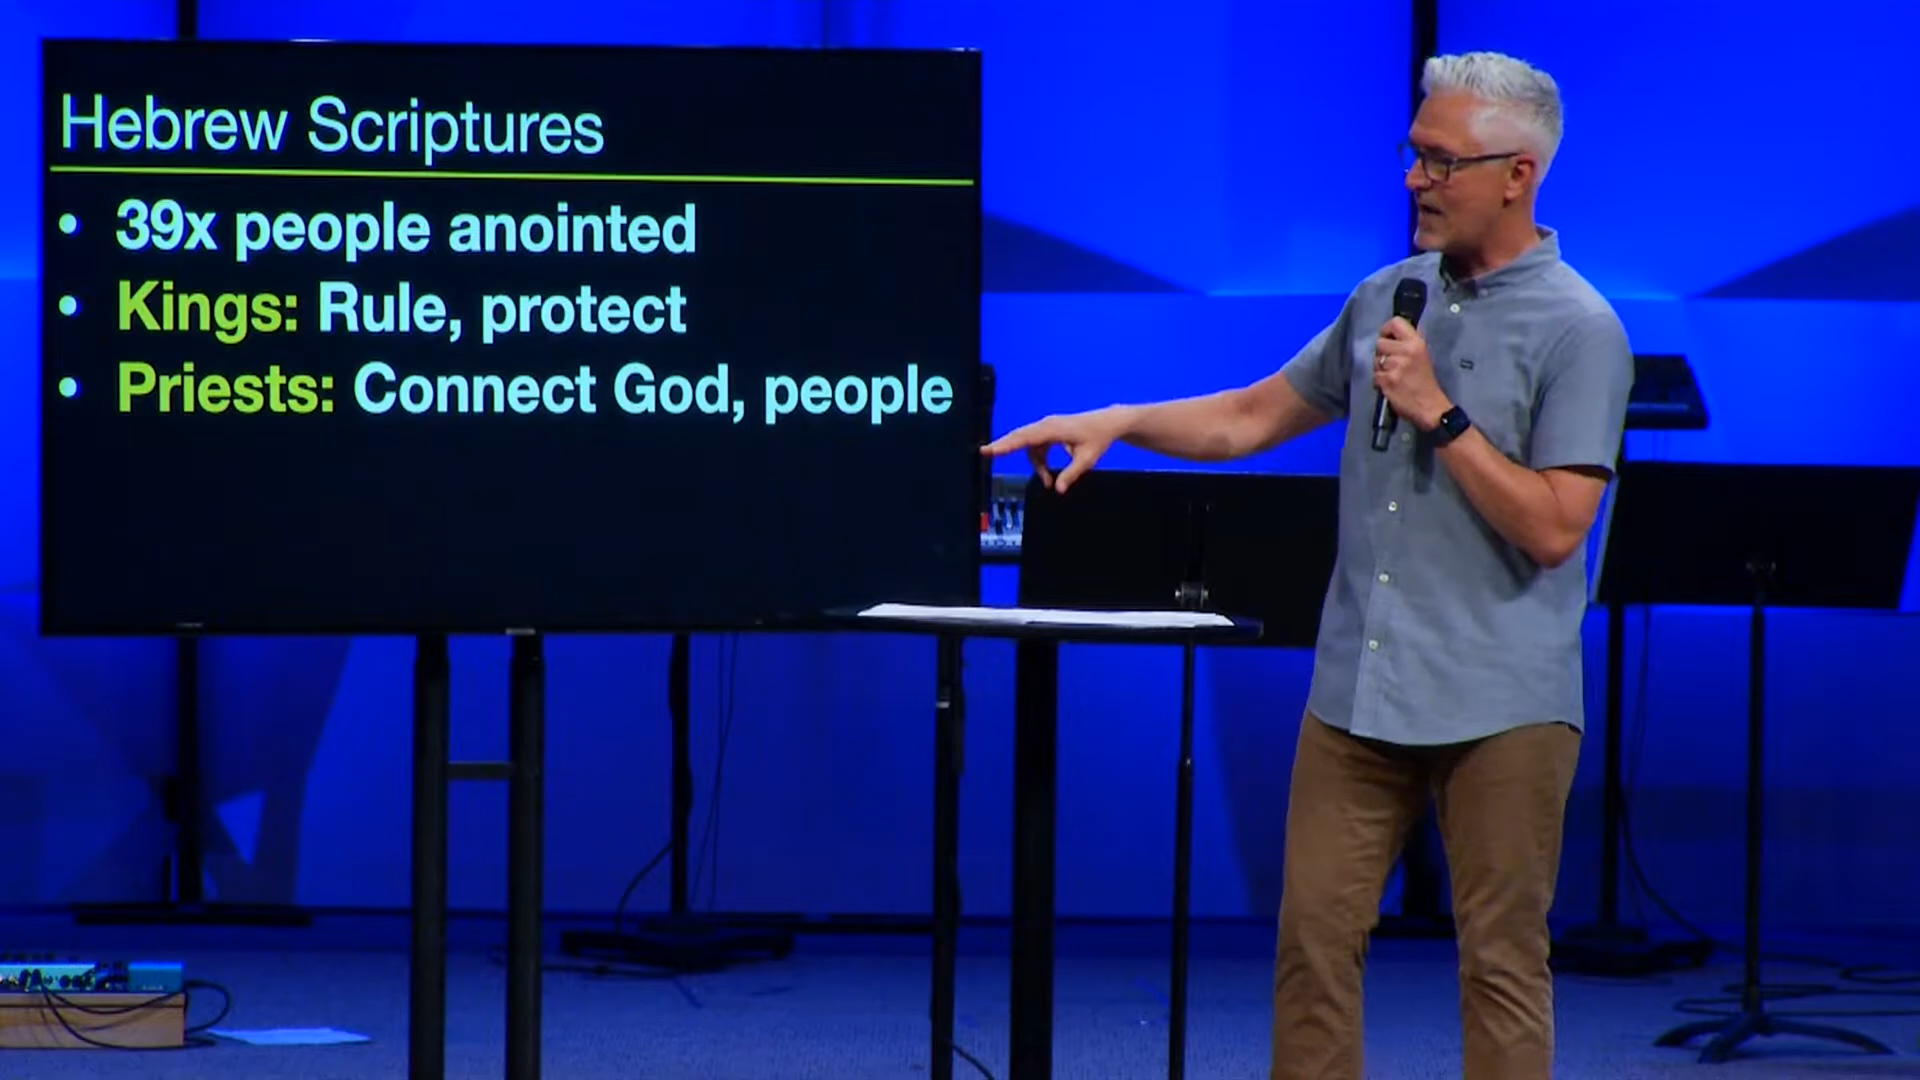 Hebrew Scriptures
• 39x people anointed
• Kings: Rule, protect
• Priests: Connect God, people